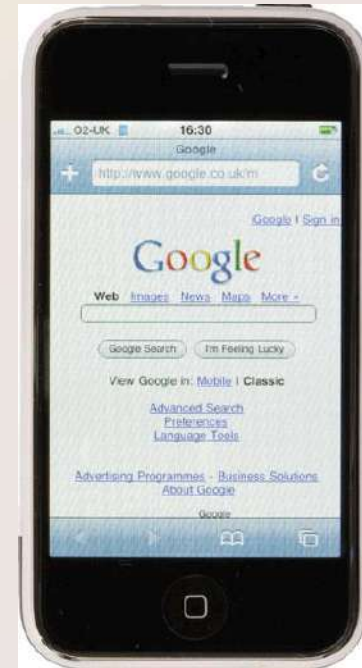 O2-UK 16:30
Google
http://www.google.co.uk/m
Google | Sign in
Google
Web Images News Maps More
Google Search I'm Feeling Lucky
View Google in: Mobile | Classic
Advanced Search
Preferences
Language Tools
Advertising Programmes - Business Solutions
About Google
Google